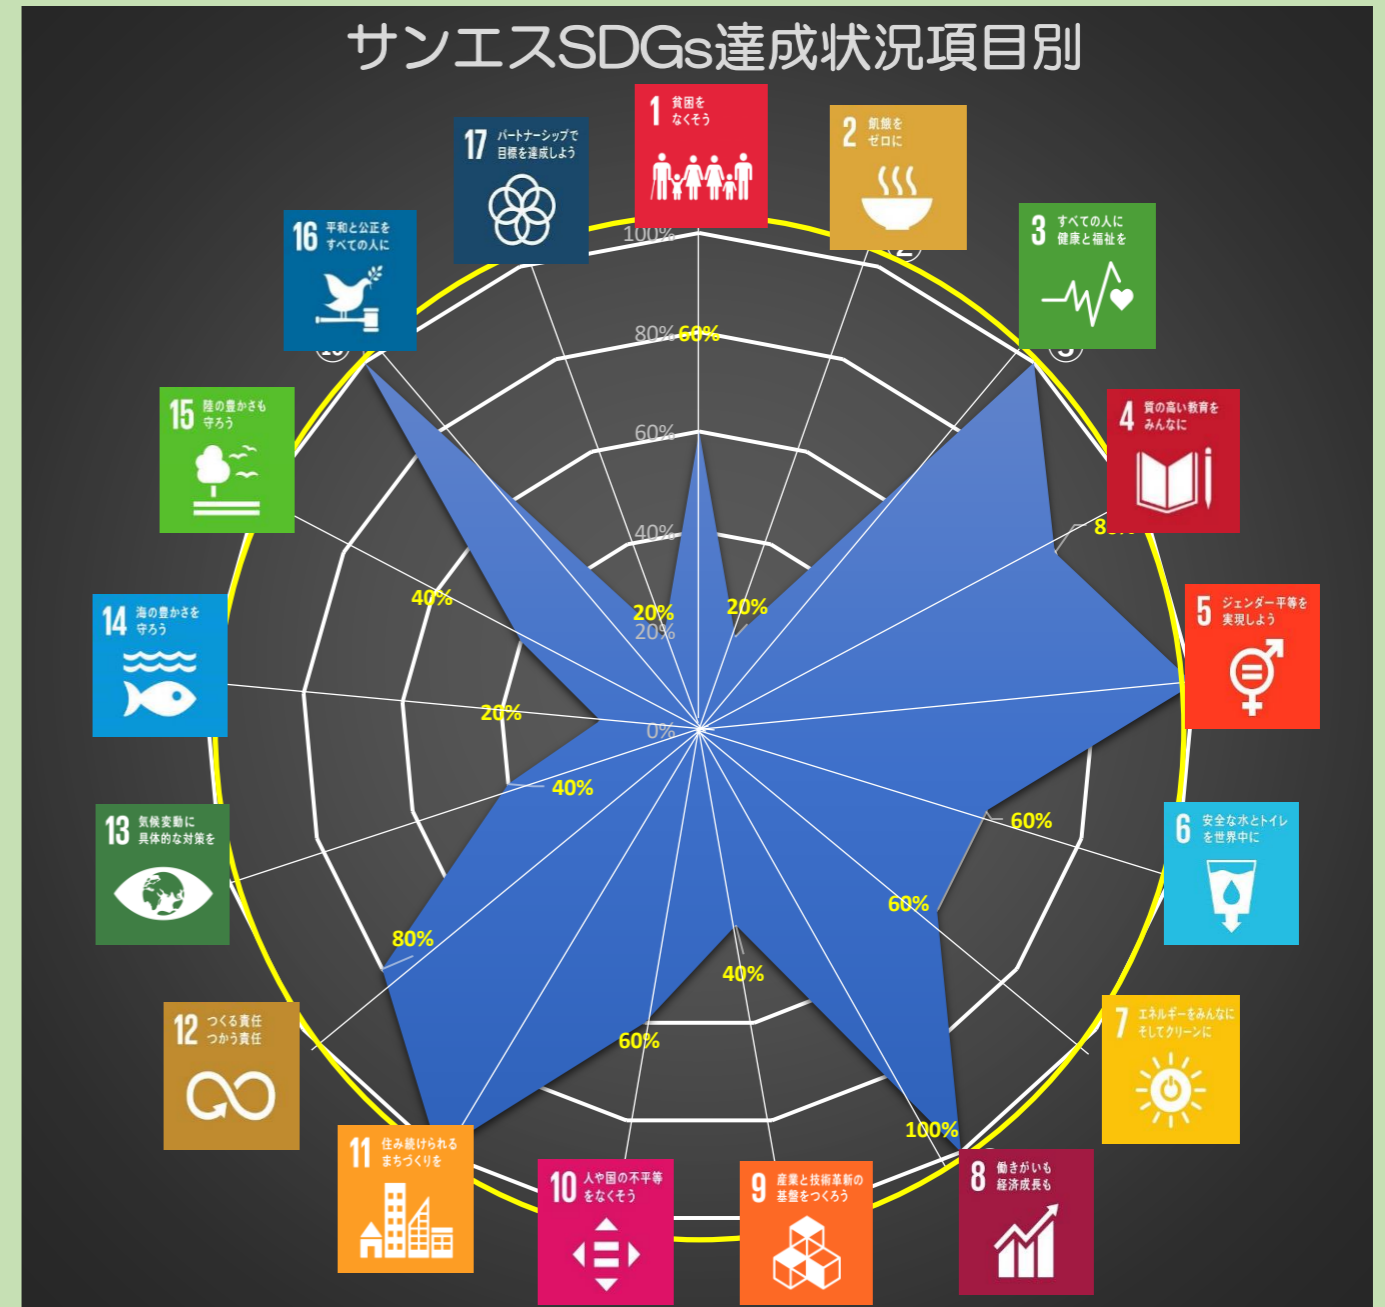 サンエスSDGs達成状況項目別
1 貧困を
なくそう
2 飢餓を
ゼロに
3 すべての人に
健康と福祉を
4 質の高い教育を
みんなに
5 ジェンダー平等を
実現しよう
6 安全な水とトイレ
を世界中に
7 エネルギーをみんなに
そしてクリーンに
8 働きがいも
経済成長も
9 産業と技術革新の
基盤をつくろう
10 人や国の不平等
をなくそう
11 住み続けられる
まちづくりを
12 つくる責任
つかう責任
13 気候変動に
具体的な対策を
14 海の豊かさを
守ろう
15 陸の豊かさも
守ろう
16 平和と公正を
すべての人に
17 パートナーシップで
目標を達成しよう
100%
80%
60%
40%
20%
0%
60%
20%
60%
60%
100%
40%
60%
80%
40%
20%
40%
20%